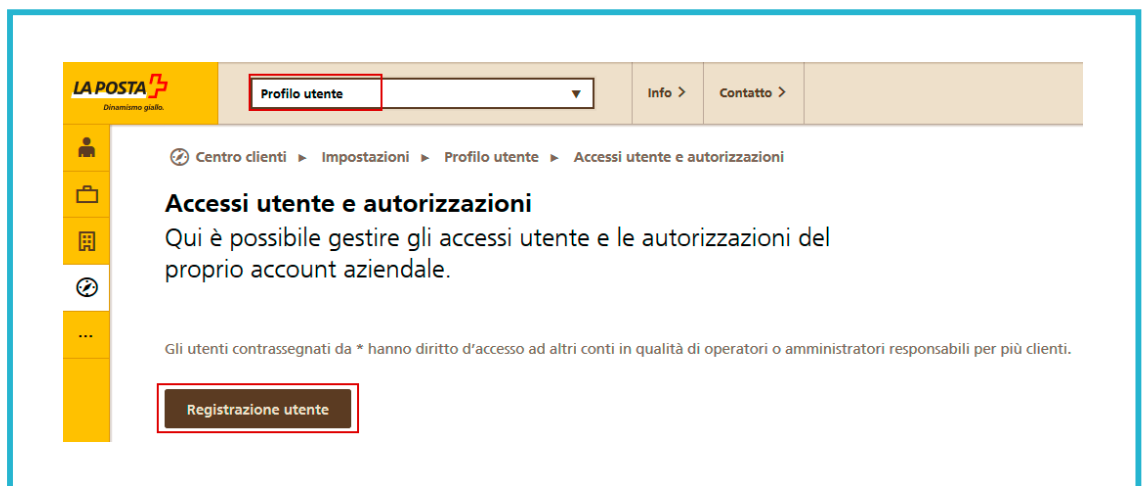 LA POSTA
Dinamismo giallo.
Profilo utente ▼
Info >
Contatto >
Centro clienti ► Impostazioni ► Profilo utente ► Accessi utente e autorizzazioni
Accessi utente e autorizzazioni
Qui è possibile gestire gli accessi utente e le autorizzazioni del
proprio account aziendale.
...
Gli utenti contrassegnati da * hanno diritto d'accesso ad altri conti in qualità di operatori o amministratori responsabili per più clienti.
Registrazione utente